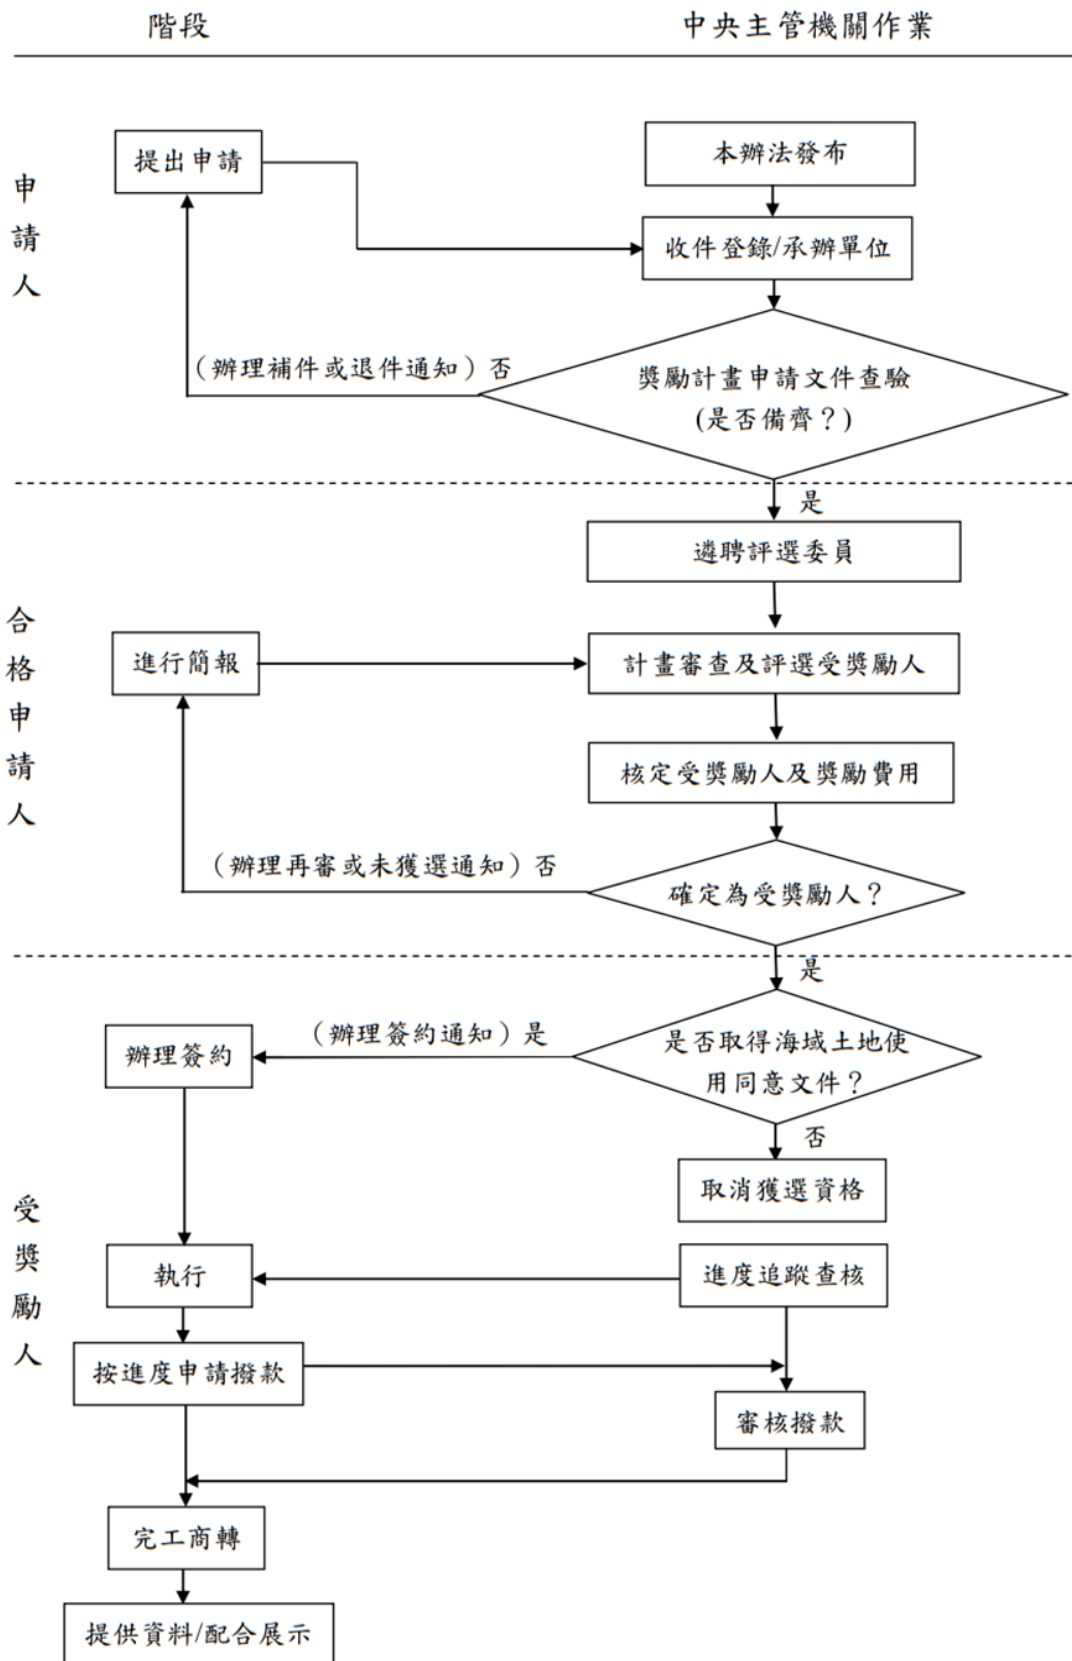 階段
中央主管機關作業
申請人
提出申請
本辦法發布
收件登錄/承辦單位
(辦理補件或退件通知)否
獎勵計畫申請文件查驗
(是否備齊？)
是
合格申請人
遴聘評選委員
進行簡報
計畫審查及評選受獎勵人
核定受獎勵人及獎勵費用
(辦理再審或未獲選通知)否
確定為受獎勵人？
是
受獎勵人
辦理簽約
(辦理簽約通知)是
是否取得海域土地使
用同意文件？
否
取消獲選資格
執行
進度追蹤查核
按進度申請撥款
審核撥款
完工商轉
提供資料/配合展示